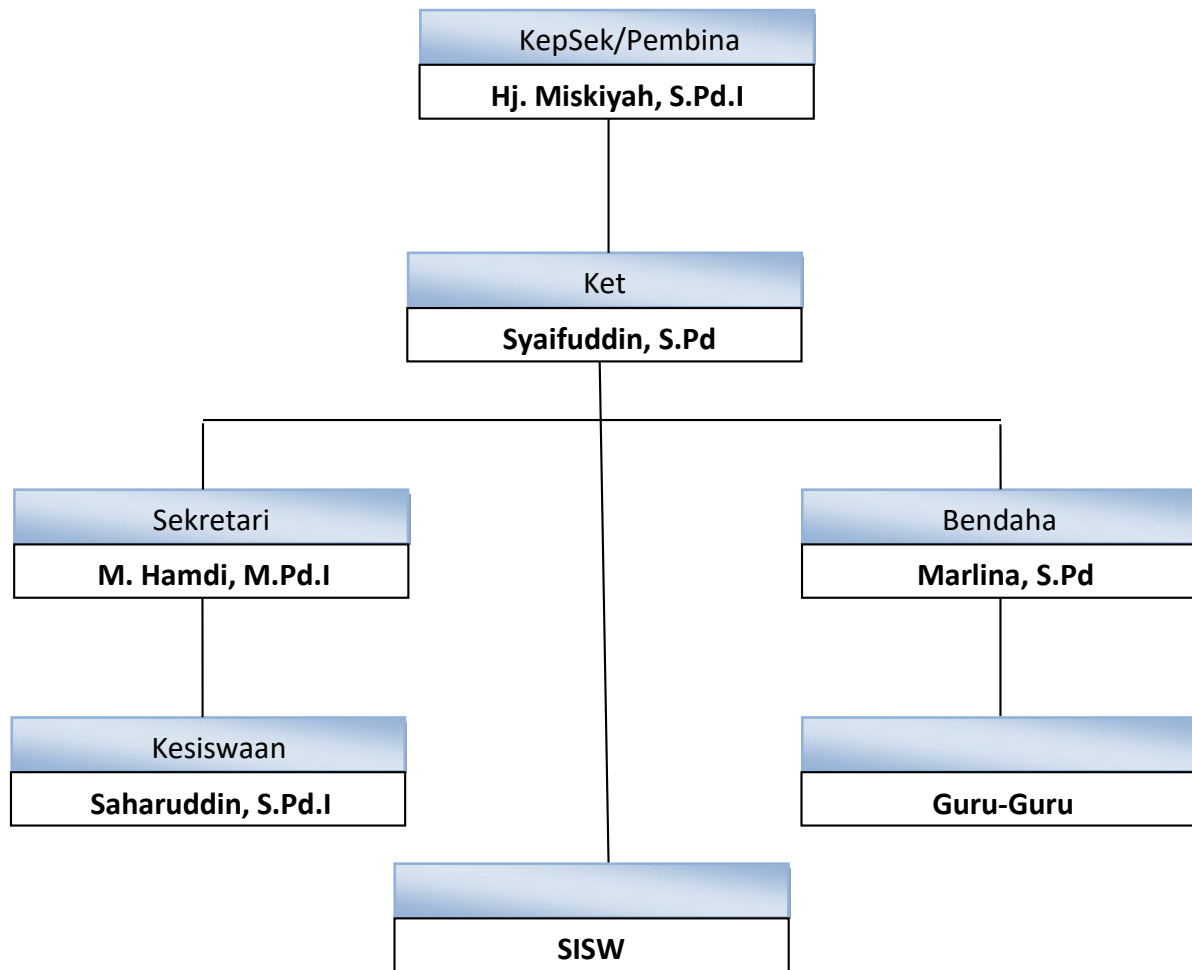 KepSek/Pembina
Hj. Miskiyah, S.Pd.I
Ket
Syaifuddin, S.Pd
Sekretari
M. Hamdi, M.Pd.I
Bendaha
Marlina, S.Pd
Kesiswaan
Saharuddin, S.Pd.I
Guru-Guru
SISW